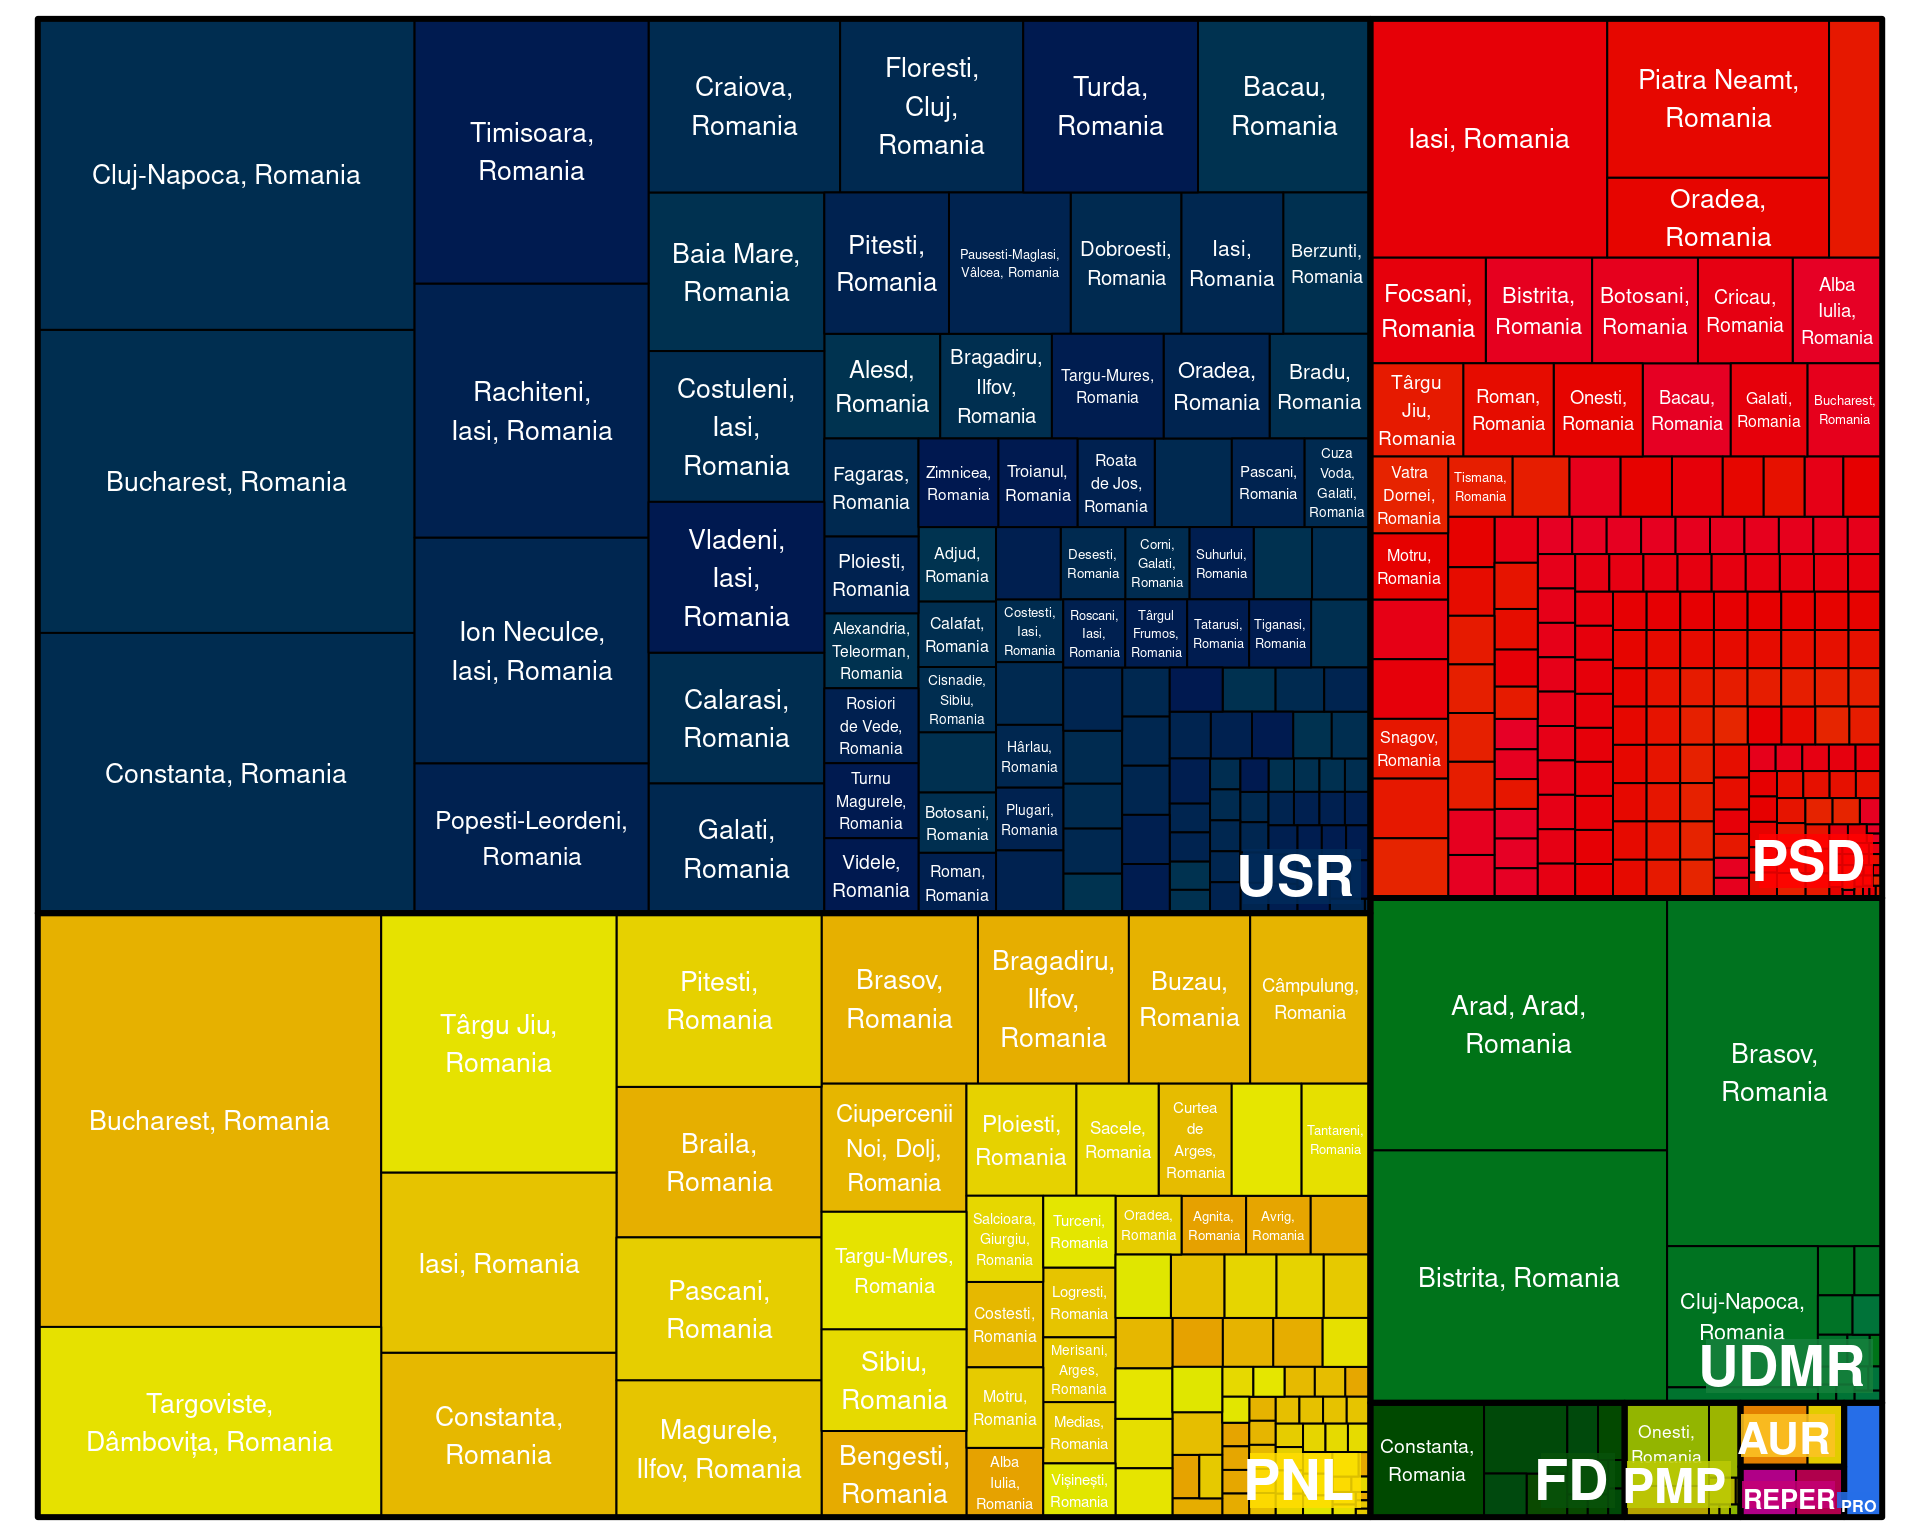 Cluj-Napoca, Romania
Bucharest, Romania
Constanta, Romania
Timisoara,
Romania
Rachiteni,
Iasi, Romania
Ion Neculce,
Iasi, Romania
Popesti-Leordeni,
Romania
Craiova,
Romania
Floresti,
Cluj,
Romania
Turda,
Romania
Bacau,
Romania
Baia Mare,
Romania
Costuleni,
Iasi,
Romania
Vladeni,
Iasi,
Romania
Calarasi,
Romania
Galati,
Romania
Pitesti,
Romania
Pausesti-Maglasi,
Vâlcea, Romania
Dobroesti,
Romania
Iasi,
Romania
Berzunti,
Romania
Alesd,
Romania
Bragadiru,
Ilfov,
Romania
Targu-Mures,
Romania
Oradea,
Romania
Bradu,
Romania
Fagaras,
Romania
Ploiesti,
Romania
Alexandria,
Teleorman,
Romania
Rosiori
de Vede,
Romania
Turnu
Magurele,
Romania
Videle,
Romania
Zimnicea,
Romania
Troianul,
Romania
Roata
de Jos,
Romania
Pascani,
Romania
Cuza
Voda,
Galati,
Romania
Adjud,
Romania
Desesti,
Romania
Corni,
Galati,
Romania
Suhurlui,
Romania
Calafat,
Romania
Costesti,
Iasi,
Romania
Roscani,
Iasi,
Romania
Târgul
Frumos,
Romania
Tatarusi,
Romania
Tiganasi,
Romania
Cisnadie,
Sibiu,
Romania
Hârlau,
Romania
Botosani,
Romania
Plugari,
Romania
Roman,
Romania
USR
Iasi, Romania
Piatra Neamt,
Romania
Oradea,
Romania
Focsani,
Romania
Bistrita,
Romania
Botosani,
Romania
Cricau,
Romania
Alba
Iulia,
Romania
Târgu
Jiu,
Romania
Roman,
Romania
Onesti,
Romania
Bacau,
Romania
Galati,
Romania
Bucharest,
Romania
Vatra
Dornei,
Romania
Tismana,
Romania
Motru,
Romania
Snagov,
Romania
PSD
Bucharest, Romania
Targoviste,
Dâmbovița, Romania
Târgu Jiu,
Romania
Iasi, Romania
Constanta,
Romania
Pitesti,
Romania
Braila,
Romania
Pascani,
Romania
Magurele,
Ilfov, Romania
Brasov,
Romania
Bragadiru,
Ilfov,
Romania
Buzau,
Romania
Câmpulung,
Romania
Ciupercenii
Noi, Dolj,
Romania
Targu-Mures,
Romania
Sibiu,
Romania
Bengesti,
Romania
Ploiesti,
Romania
Sacele,
Romania
Curtea
de
Arges,
Romania
Tantareni,
Romania
Salcioara,
Giurgiu,
Romania
Turceni,
Romania
Oradea,
Romania
Agnita,
Romania
Avrig,
Romania
Costesti,
Romania
Logresti,
Romania
Merisani,
Arges,
Romania
Motru,
Romania
Medias,
Romania
Alba
Iulia,
Romania
Vișinești,
Romania
PNL
Arad, Arad,
Romania
Brasov,
Romania
Bistrita, Romania
Cluj-Napoca,
Romania
UDMR
Constanta,
Romania
FD
Onesti,
Romania
PMP
AUR
REPER
PRO